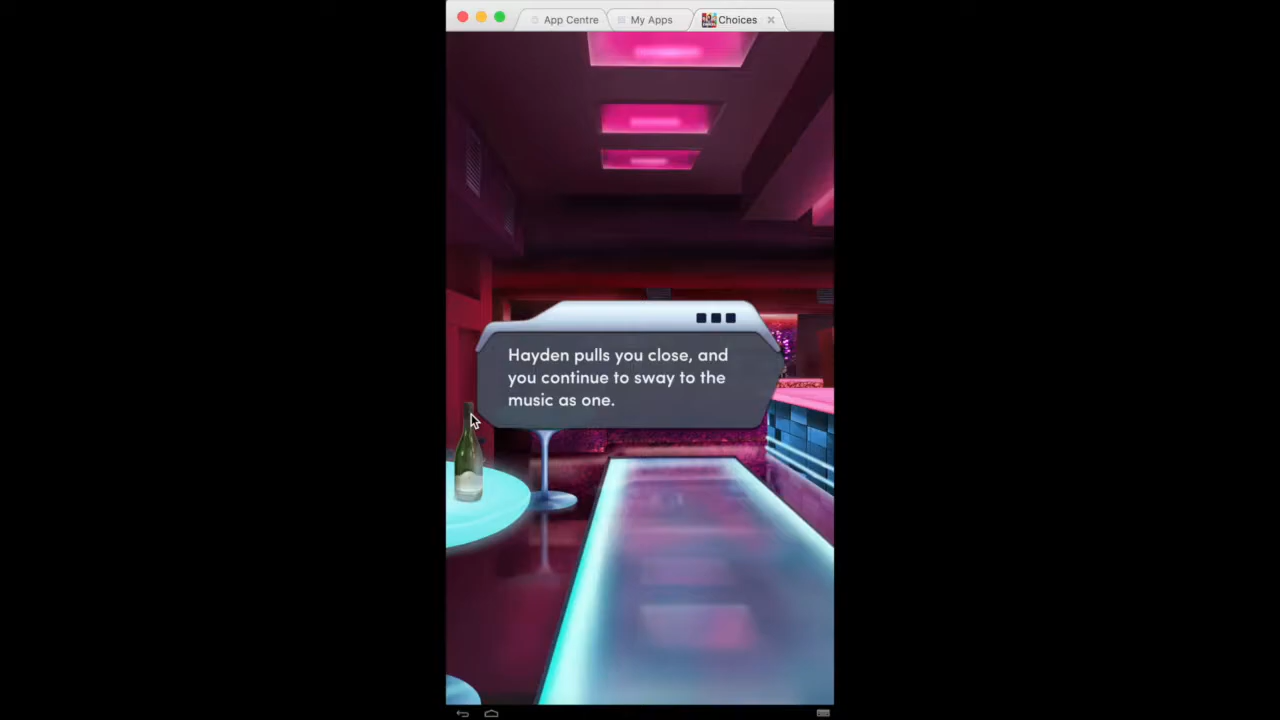 App Centre
My Apps
Choices
Hayden pulls you close, and
you continue to sway to the
music as one.